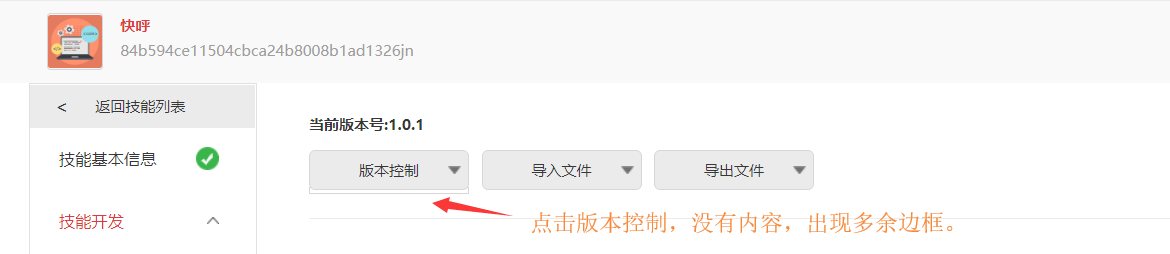 快呼
84b594ce11504cbca24b8008b1ad1326jn
< 返回技能列表
当前版本号:1.0.1
技能基本信息
版本控制 导入文件 导出文件
技能开发
点击版本控制，没有内容，出现多余边框。